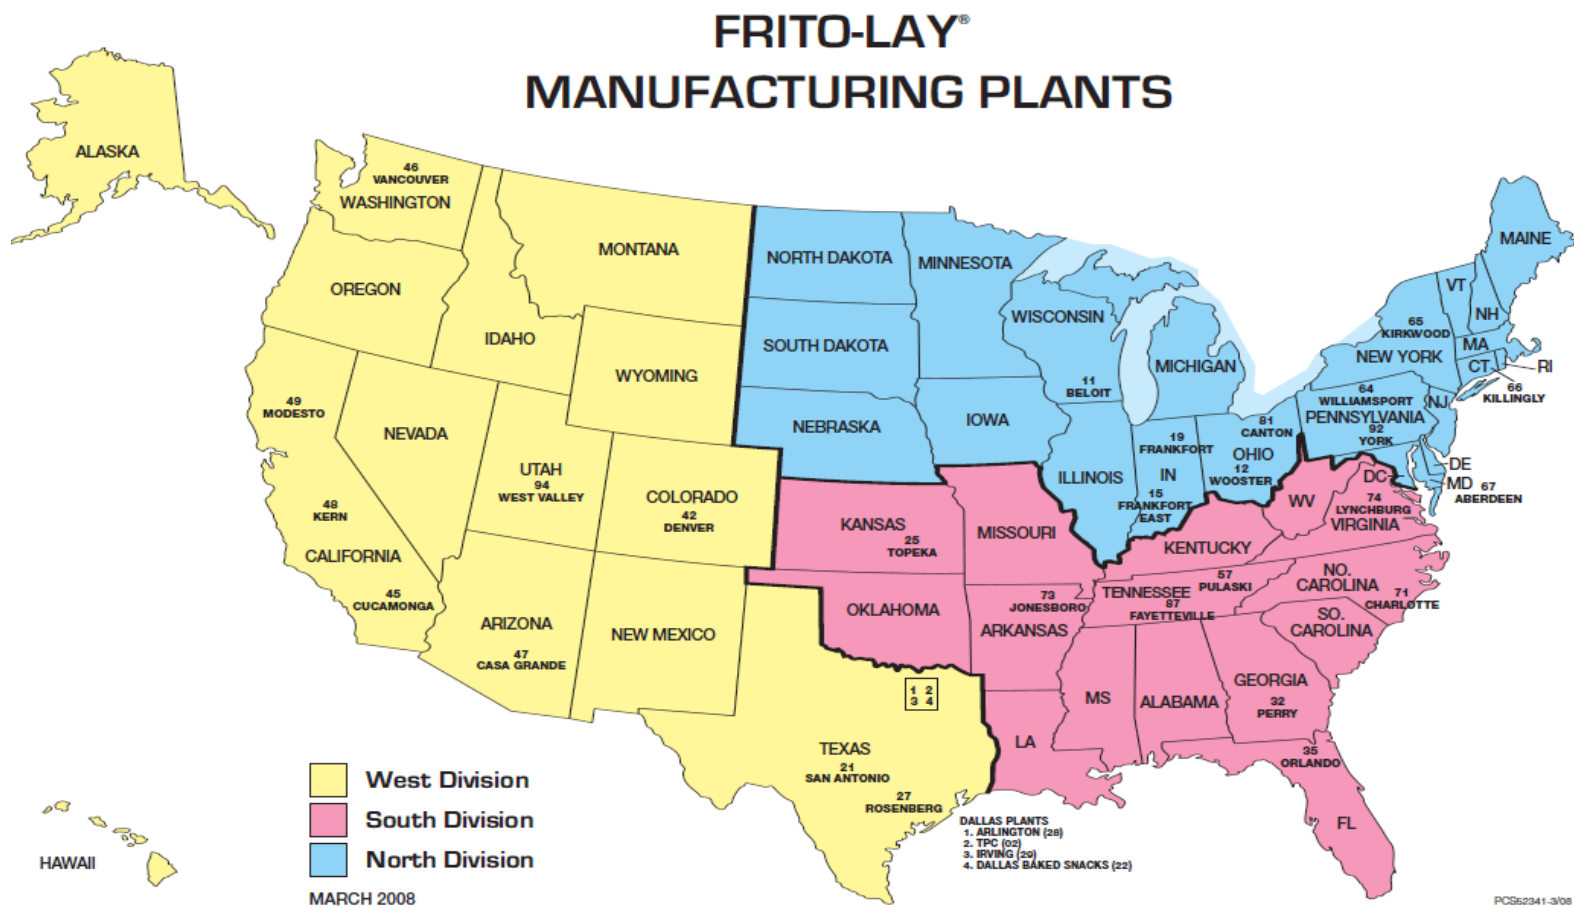 FRITO-LAY®
MANUFACTURING PLANTS
ALASKA
46
VANCOUVER
WASHINGTON
MONTANA
OREGON
IDAHO
WYOMING
49
MODESTO
NEVADA
UTAH
94
WEST VALLEY
COLORADO
42
DENVER
48
KERN
CALIFORNIA
45
CUCAMONGA
ARIZONA
47
CASA GRANDE
NEW MEXICO
1 2
3 4
TEXAS
21
SAN ANTONIO
27
ROSENBERG
HAWAII
NORTH DAKOTA
MINNESOTA
SOUTH DAKOTA
WISCONSIN
11
BELOIT
MICHIGAN
NEBRASKA
IOWA
ILLINOIS
19
FRANKFORT
IN
15
FRANKFORT
EAST
81
CANTON
OHIO
12
WOOSTER
MAINE
VT
NH
65
KIRKWOOD
NEW YORK
MA
CT
RI
66
KILLINGLY
64
WILLIAMSPORT
PENNSYLVANIA
92
YORK
NJ
DE
MD
67
ABERDEEN
DC
WV
74
LYNCHBURG
VIRGINIA
KANSAS
25
TOPEKA
MISSOURI
KENTUCKY
57
PULASKI
TENNESSEE
87
FAYETTEVILLE
NO.
CAROLINA
71
CHARLOTTE
SO.
CAROLINA
OKLAHOMA
73
JONESBORO
ARKANSAS
MS
ALABAMA
GEORGIA
32
PERRY
LA
35
ORLANDO
FL
West Division
South Division
North Division
MARCH 2008
DALLAS PLANTS
1. ARLINGTON (28)
2. TPC (02)
3. IRVING (29)
4. DALLAS BAKED SNACKS (22)
PCS52341-3/08